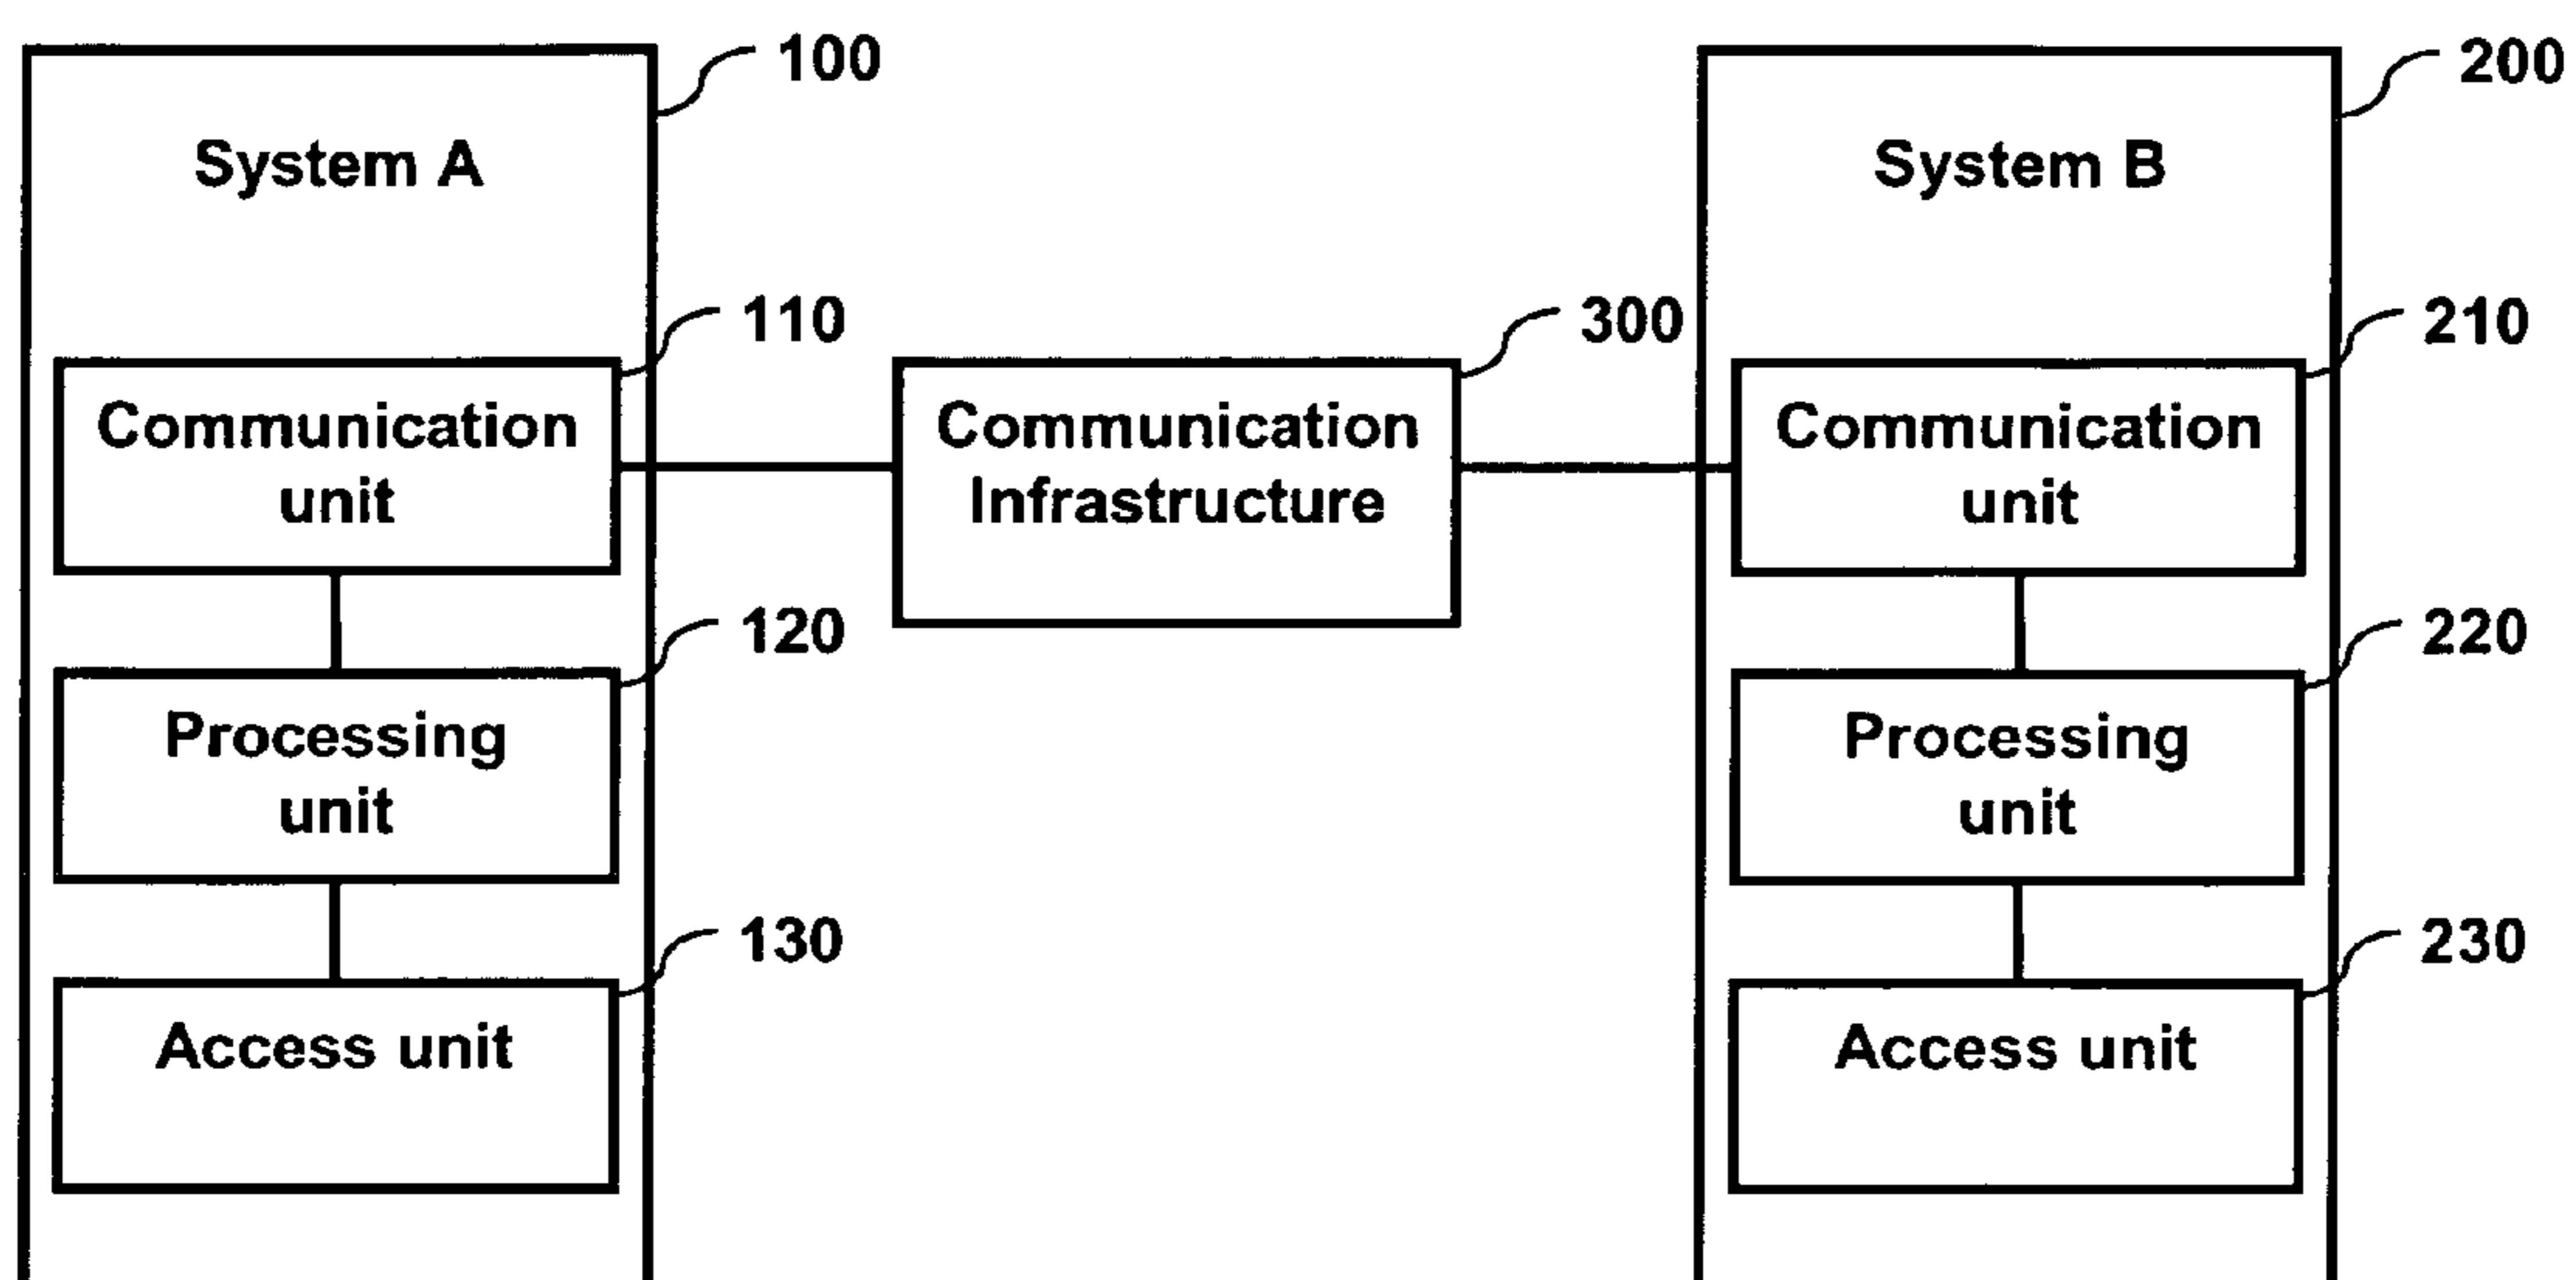 100
System A
110
Communication
unit
120
Processing
unit
130
Access unit
300
Communication
Infrastructure
200
System B
210
Communication
unit
220
Processing
unit
230
Access unit